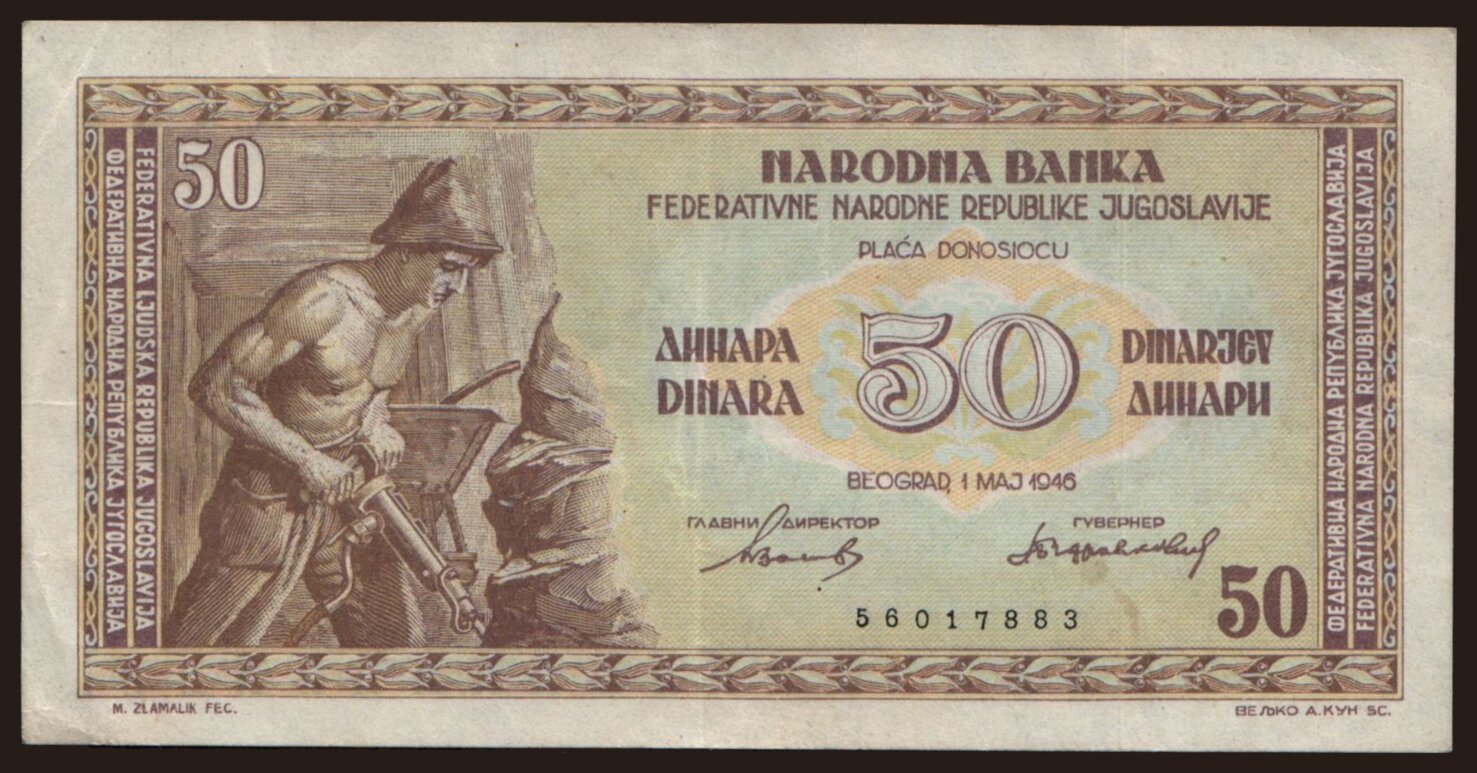 50
FEDERATIVNA LJUDSKA REPUBLIKA JUGOSLAVIJA
ФЕДЕРАТИВНА НАРОДНА РЕПУБЛИКА ЈУГОСЛАВИЈА
NARODNA BANKA
FEDERATIVNE NARODNE REPUBLIKE JUGOSLAVIJE
PLAĆA DONOSIOCU
ДИНАРА 50 DINARJEV
DINARA ДИНАРИ
BEOGRAD, 1 MAJ 1946
ГЛАВНИ ДИРЕКТОР ГУВЕРНЕР
56017883
50
ФЕДЕРАТИВНА НАРОДНА РЕПУБЛИКА ЈУГОСЛАВИЈА
FEDERATIVNA NARODNA REPUBLIKA JUGOSLAVIJA
M. ZLAMALIK FEC.
ВЕЉКО А. КУН SC.